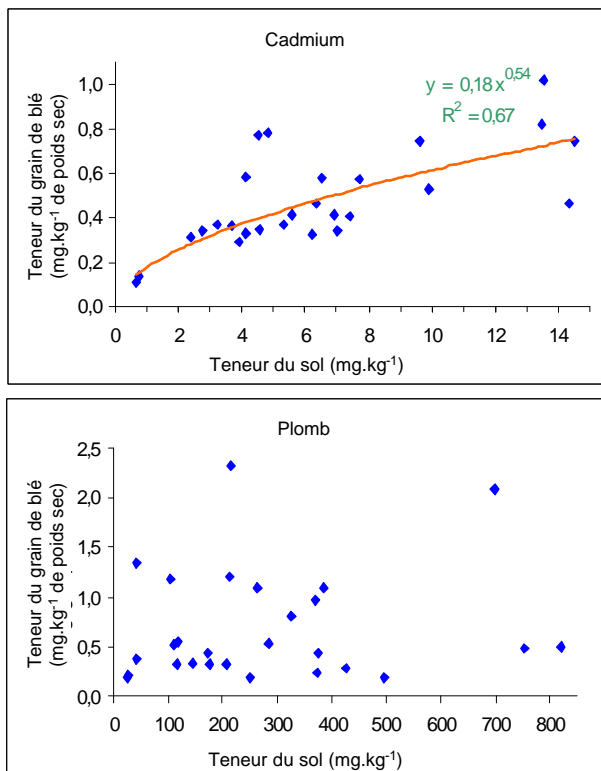 Cadmium
y = 0,18x^0,54
R² = 0,67
Teneur du grain de blé
(mg.kg⁻¹ de poids sec)
1,0
0,8
0,6
0,4
0,2
0,0
0 2 4 6 8 10 12 14
Teneur du sol (mg.kg⁻¹)
Plomb
Teneur du grain de blé
(mg.kg⁻¹ de poids sec)
2,5
2,0
1,5
1,0
0,5
0,0
0 100 200 300 400 500 600 700 800
Teneur du sol (mg.kg⁻¹)